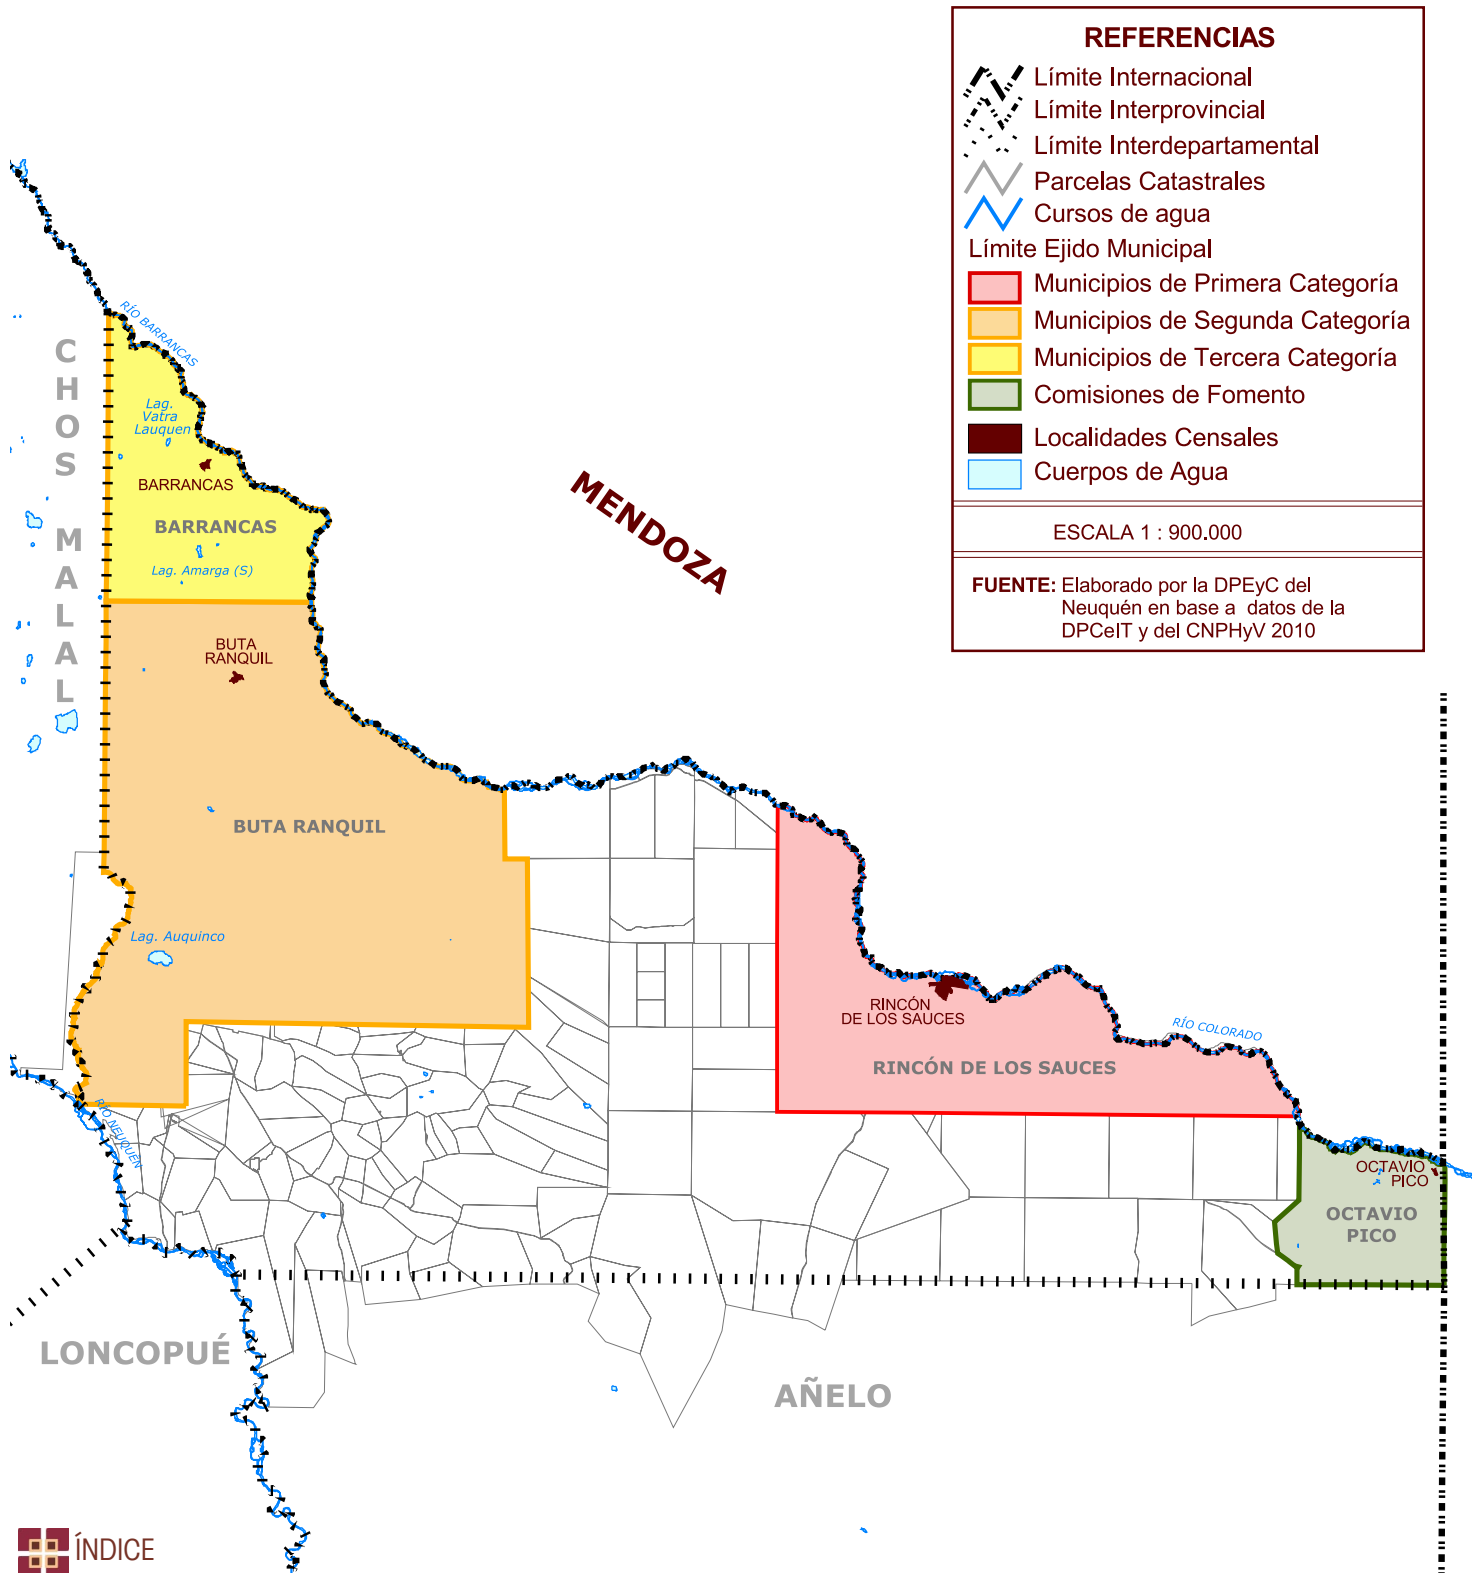 REFERENCIAS
Límite Internacional
Límite Interprovincial
Límite Interdepartamental
Parcelas Catastrales
Cursos de agua
Límite Ejido Municipal
Municipios de Primera Categoría
Municipios de Segunda Categoría
Municipios de Tercera Categoría
Comisiones de Fomento
Localidades Censales
Cuerpos de Agua
ESCALA 1 : 900.000
FUENTE: Elaborado por la DPEyC del
Neuquén en base a datos de la
DPCeIT y del CNPHyV 2010
RÍO BARRANCAS
CHOS MALAL
Lag.
Vatra
Lauquen
BARRANCAS
BARRANCAS
Lag. Amarga (S)
MENDOZA
BUTA
RANQUIL
BUTA RANQUIL
Lag. Auquinco
RINCÓN
DE LOS SAUCES
RÍO COLORADO
RINCÓN DE LOS SAUCES
RÍO NEUQUÉN
OCTAVIO
PICO
OCTAVIO
PICO
LONCOPUÉ
AÑELO
ÍNDICE